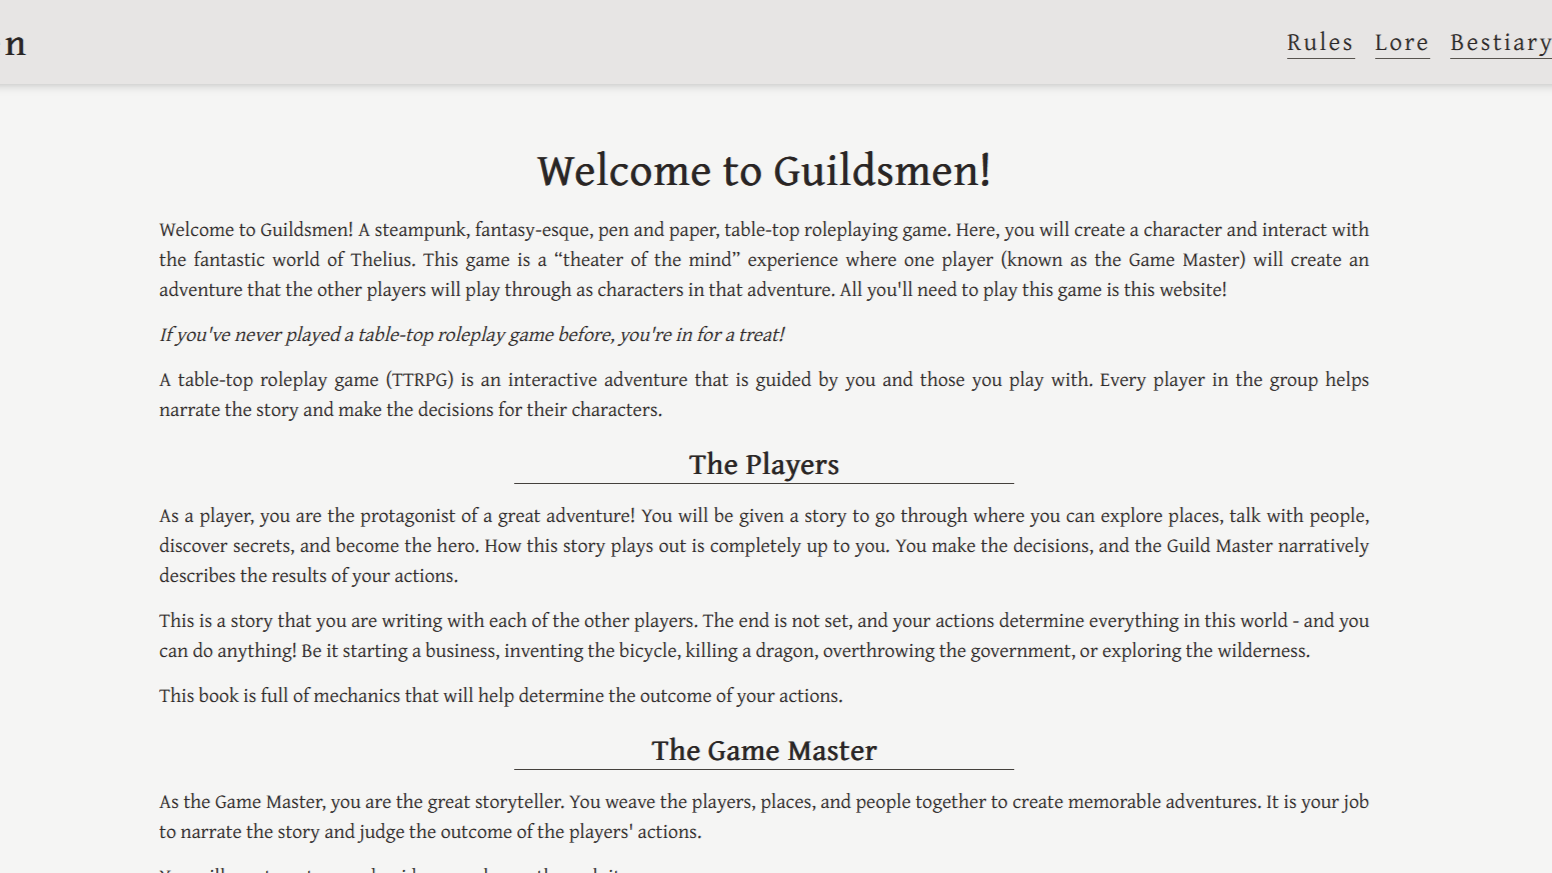 n
Rules Lore Bestiary
Welcome to Guildsmen!
Welcome to Guildsmen! A steampunk, fantasy-esque, pen and paper, table-top roleplaying game. Here, you will create a character and interact with
the fantastic world of Thelius. This game is a “theater of the mind” experience where one player (known as the Game Master) will create an
adventure that the other players will play through as characters in that adventure. All you'll need to play this game is this website!
If you've never played a table-top roleplay game before, you're in for a treat!
A table-top roleplay game (TTRPG) is an interactive adventure that is guided by you and those you play with. Every player in the group helps
narrate the story and make the decisions for their characters.
The Players
As a player, you are the protagonist of a great adventure! You will be given a story to go through where you can explore places, talk with people,
discover secrets, and become the hero. How this story plays out is completely up to you. You make the decisions, and the Guild Master narratively
describes the results of your actions.
This is a story that you are writing with each of the other players. The end is not set, and your actions determine everything in this world - and you
can do anything! Be it starting a business, inventing the bicycle, killing a dragon, overthrowing the government, or exploring the wilderness.
This book is full of mechanics that will help determine the outcome of your actions.
The Game Master
As the Game Master, you are the great storyteller. You weave the players, places, and people together to create memorable adventures. It is your job
to narrate the story and judge the outcome of the players' actions.